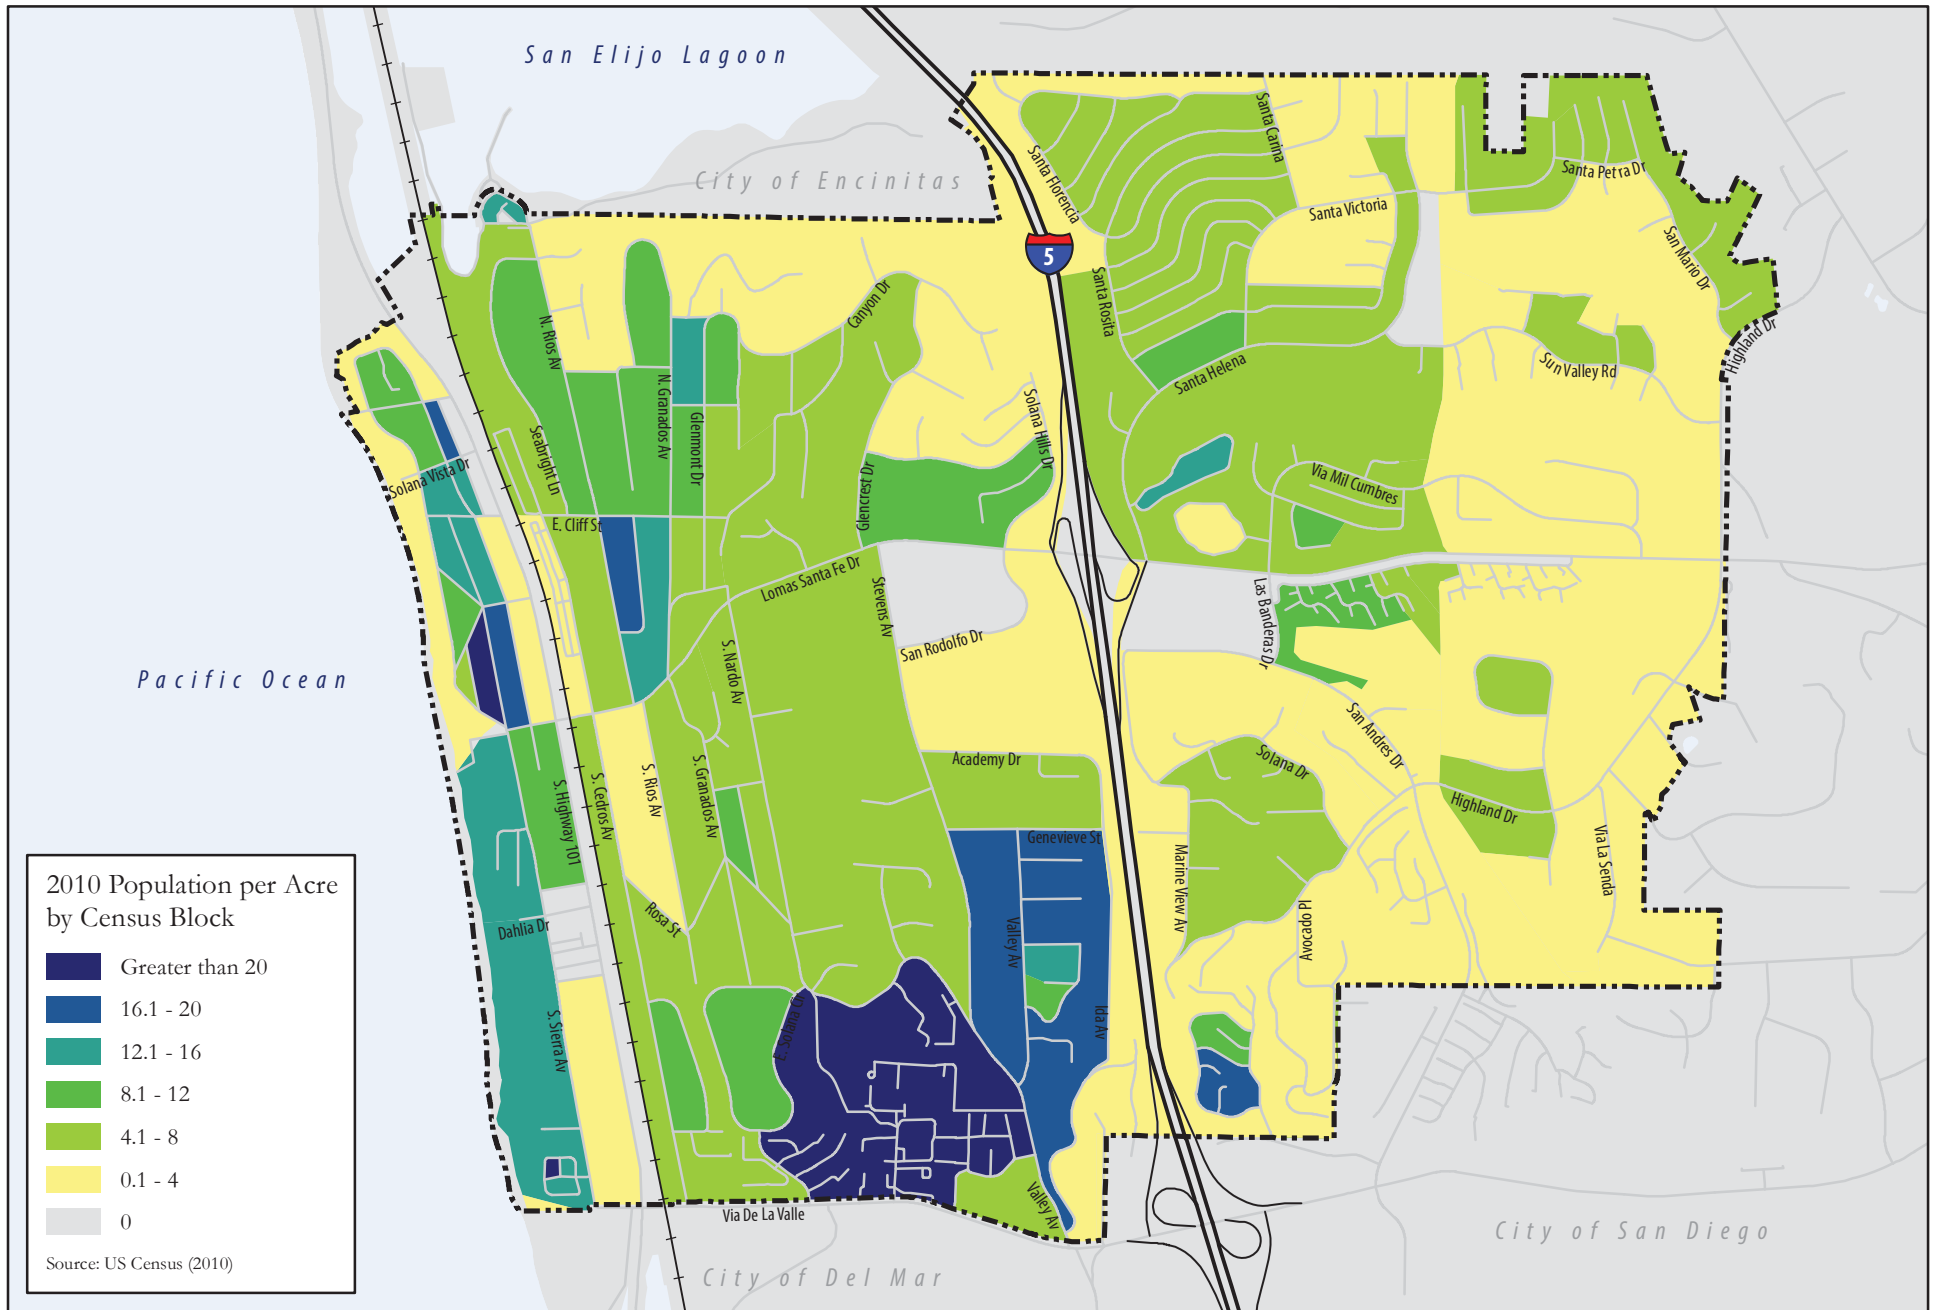 San Elijo Lagoon
City of Encinitas
Santa Carina
Santa Florencia
Santa Petra Dr
Santa Victoria
San Mario Dr
5
Santa Rosita
Canyon Dr
N. Rios Av
Highland Dr
Sun Valley Rd
Santa Helena
N. Granados Av
Glenmont Dr
Solana Hills Dr
Seabright Ln
Solana Vista Dr
Glencrest Dr
Via Mil Cumbres
E. Cliff St
Lomas Santa Fe Dr
Stevens Av
Las Banderas Dr
San Rodolfo Dr
S. Nardo Av
Pacific Ocean
San Andres Dr
Academy Dr
Solana Dr
S. Highway 101
S. Cedros Av
S. Rios Av
S. Granados Av
Highland Dr
Genevieve St
Marine View Av
Via La Senda
Dahlia Dr
Rosa St
Valley Av
Avocado Pl
S. Sierra Av
E. Solana Cir
Ida Av
Valley Av
Via De La Valle
City of San Diego
City of Del Mar
2010 Population per Acre
by Census Block
Greater than 20
16.1 - 20
12.1 - 16
8.1 - 12
4.1 - 8
0.1 - 4
0
Source: US Census (2010)